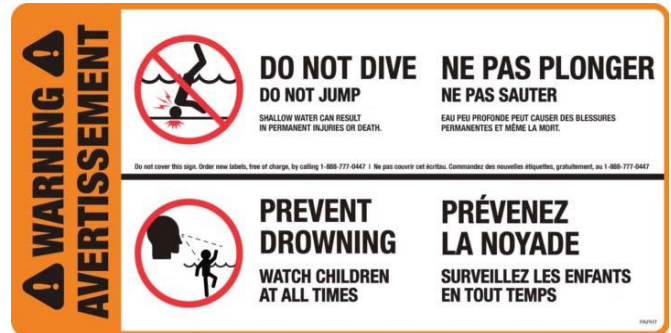 WARNING
AVERTISSEMENT
DO NOT DIVE
DO NOT JUMP
SHALLOW WATER CAN RESULT
IN PERMANENT INJURIES OR DEATH.
NE PAS PLONGER
NE PAS SAUTER
EAU PEU PROFONDE PEUT CAUSER DES BLESSURES
PERMANENTES ET MÊME LA MORT.
Do not cover this sign. Order new labels, free of charge, by calling 1-888-777-0447 | Ne pas couvrir cet écritau. Commandez des nouvelles étiquettes, gratuitement, au 1-888-777-0447
PREVENT
DROWNING
WATCH CHILDREN
AT ALL TIMES
PRÉVENEZ
LA NOYADE
SURVEILLEZ LES ENFANTS
EN TOUT TEMPS